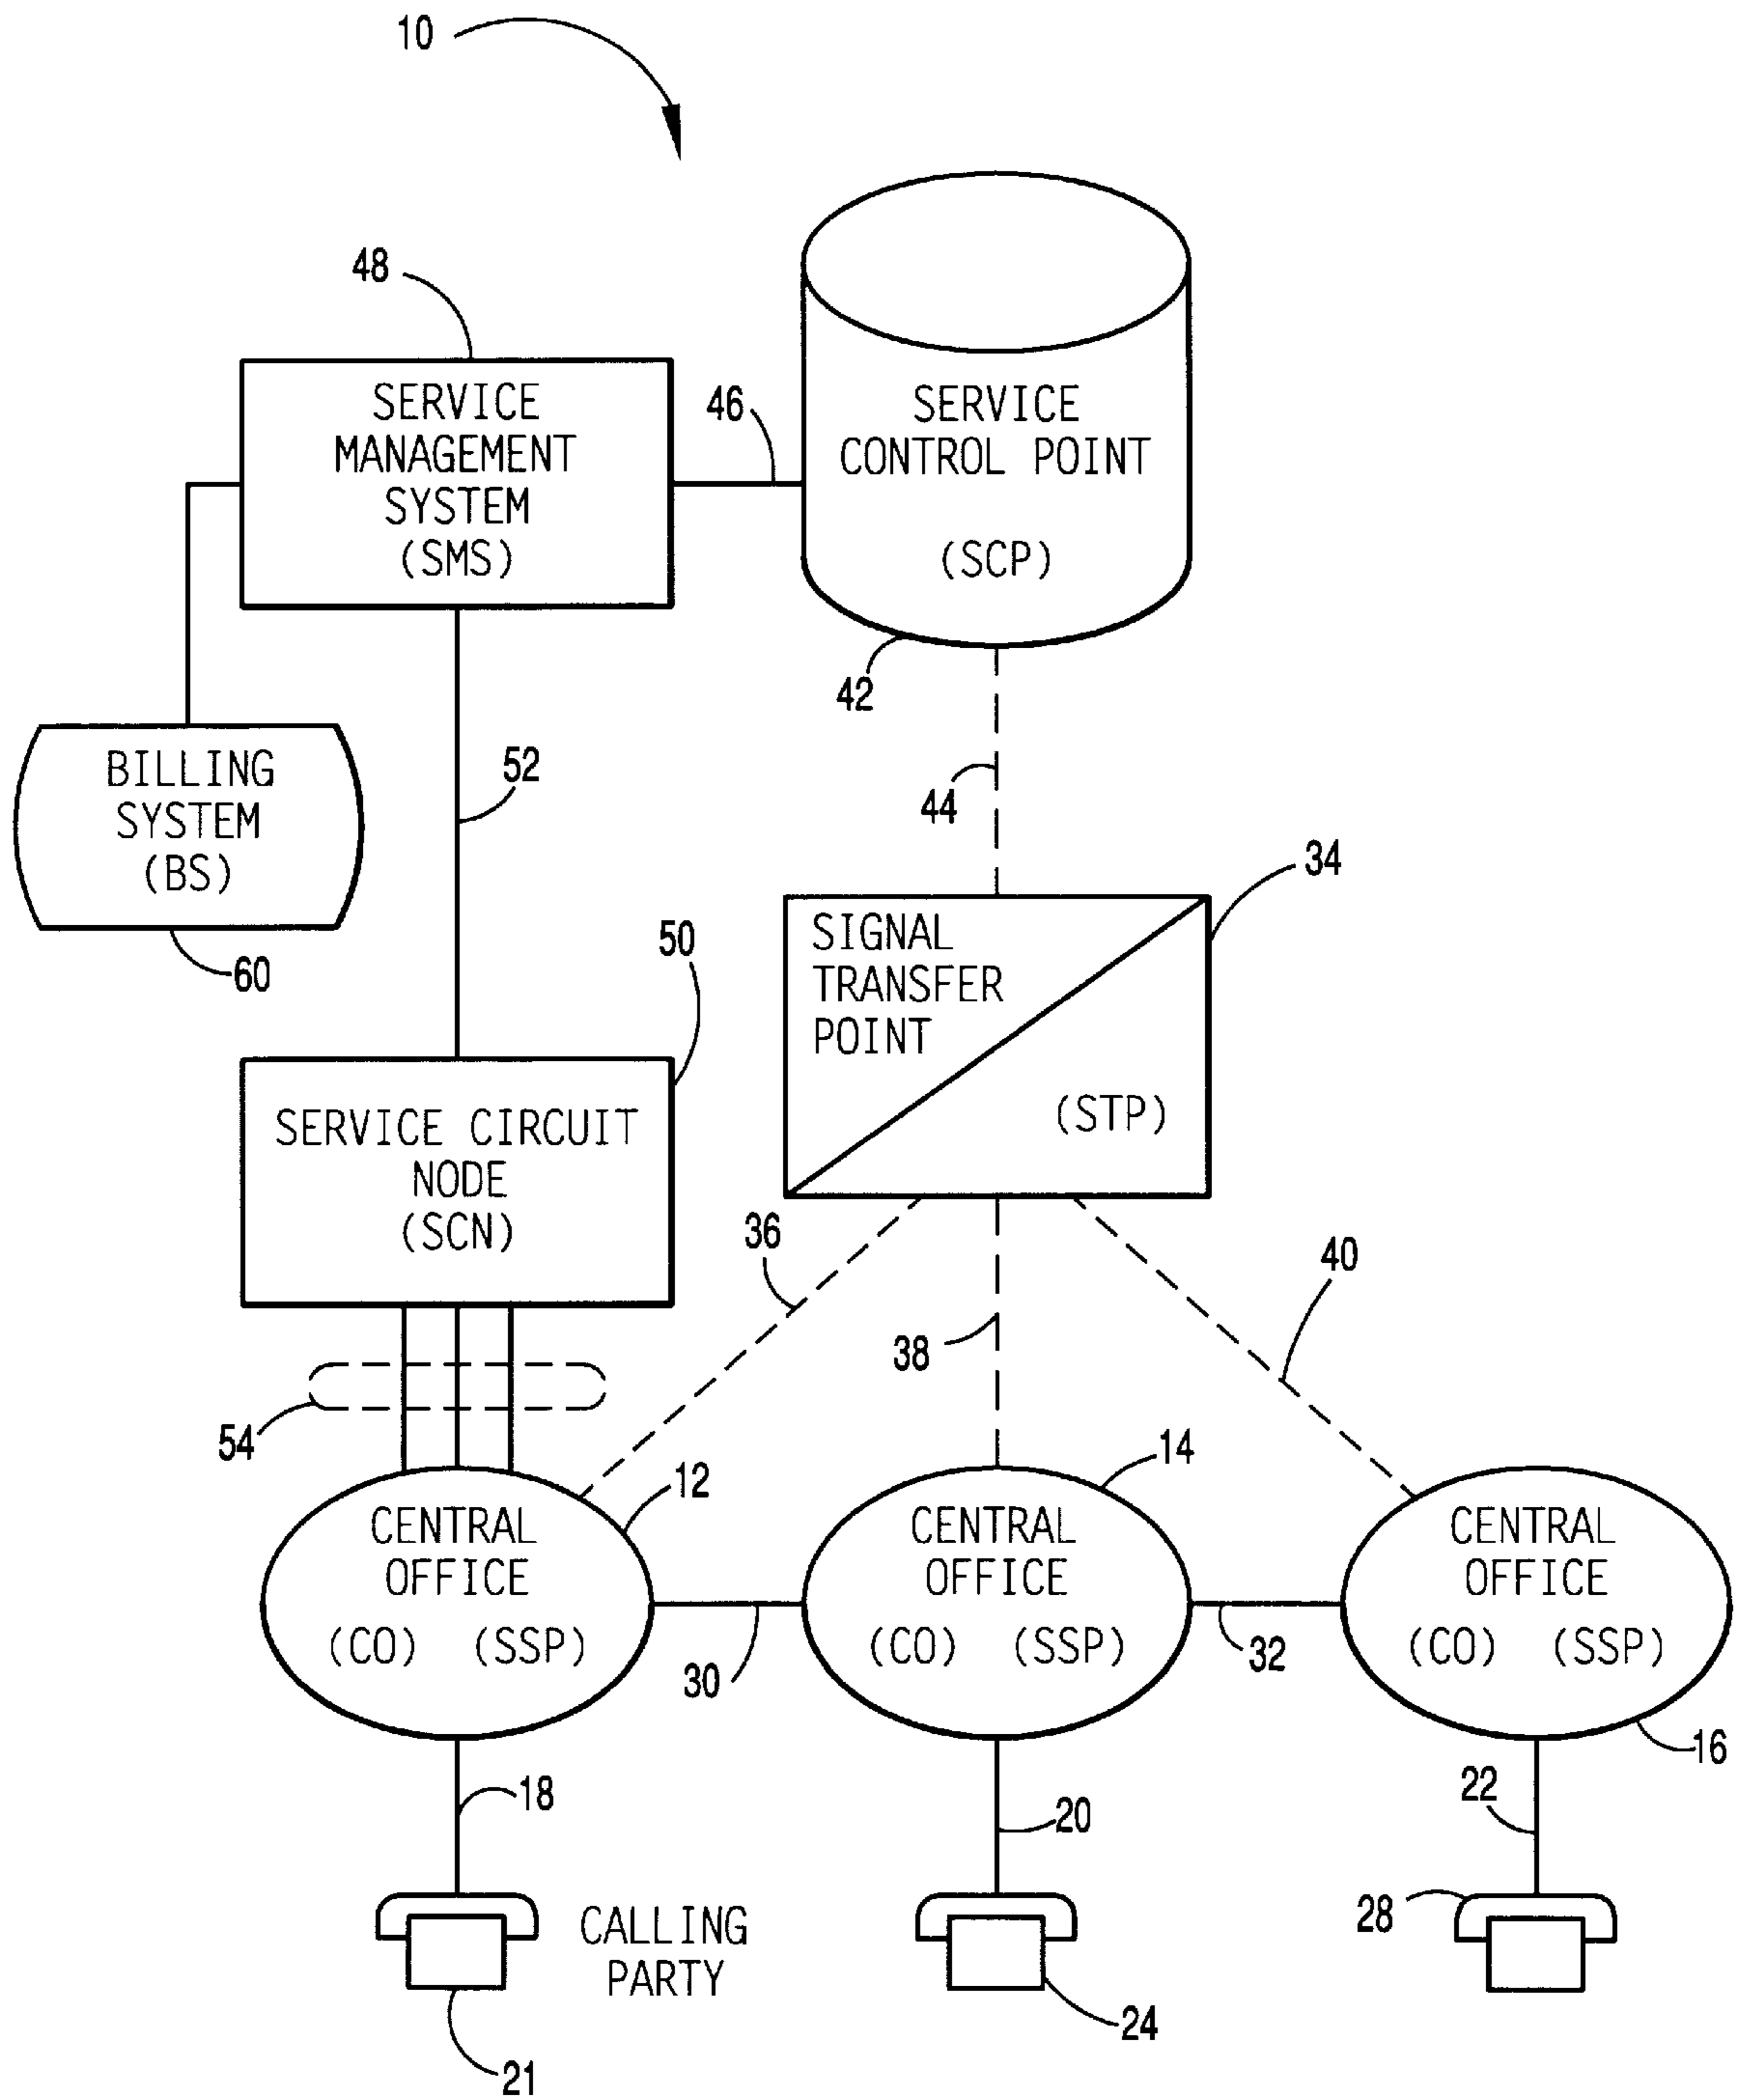 10
48
SERVICE
MANAGEMENT
SYSTEM
(SMS)
46
SERVICE
CONTROL POINT
(SCP)
42
BILLING
SYSTEM
(BS)
60
52
44
34
50
SIGNAL
TRANSFER
POINT
(STP)
SERVICE CIRCUIT
NODE
(SCN)
36
38
40
54
12
14
CENTRAL
OFFICE
(CO) (SSP)
30
CENTRAL
OFFICE
(CO) (SSP)
32
CENTRAL
OFFICE
(CO) (SSP)
16
18
20
22
CALLING
PARTY
21
24
28